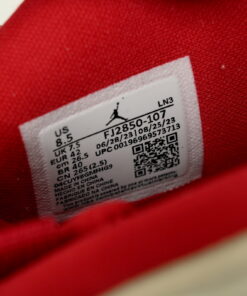 LN3
US 8.5
UK 7.5
EUR 42
cm 26.5
BR 40
CN 265(2.5)
FJ2850-107
06/28/23 08/25/23
UPC 00196969573713